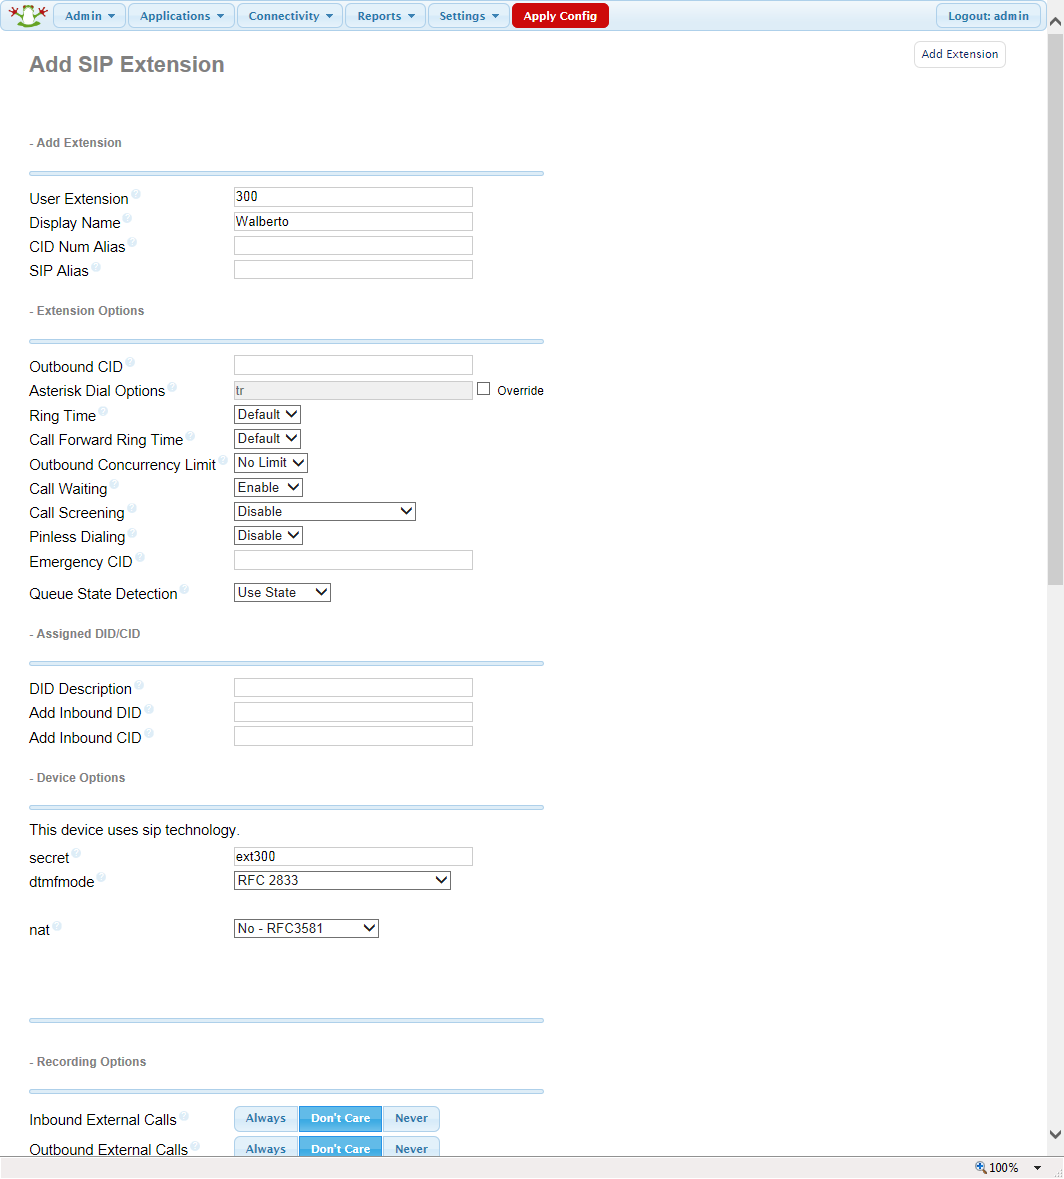 Admin Applications Connectivity Reports Settings Apply Config Logout: admin
Add SIP Extension
Add Extension
- Add Extension
User Extension ? 300
Display Name ? Walberto
CID Num Alias ?
SIP Alias ?
- Extension Options
Outbound CID ?
Asterisk Dial Options ? tr Override
Ring Time ? Default
Call Forward Ring Time ? Default
Outbound Concurrency Limit ? No Limit
Call Waiting ? Enable
Call Screening ? Disable
Pinless Dialing ? Disable
Emergency CID ?
Queue State Detection ? Use State
- Assigned DID/CID
DID Description ?
Add Inbound DID ?
Add Inbound CID ?
- Device Options
This device uses sip technology.
secret ? ext300
dtmfmode ? RFC 2833
nat ? No - RFC3581
- Recording Options
Inbound External Calls ? Always Don't Care Never
Outbound External Calls ? Always Don't Care Never
100%